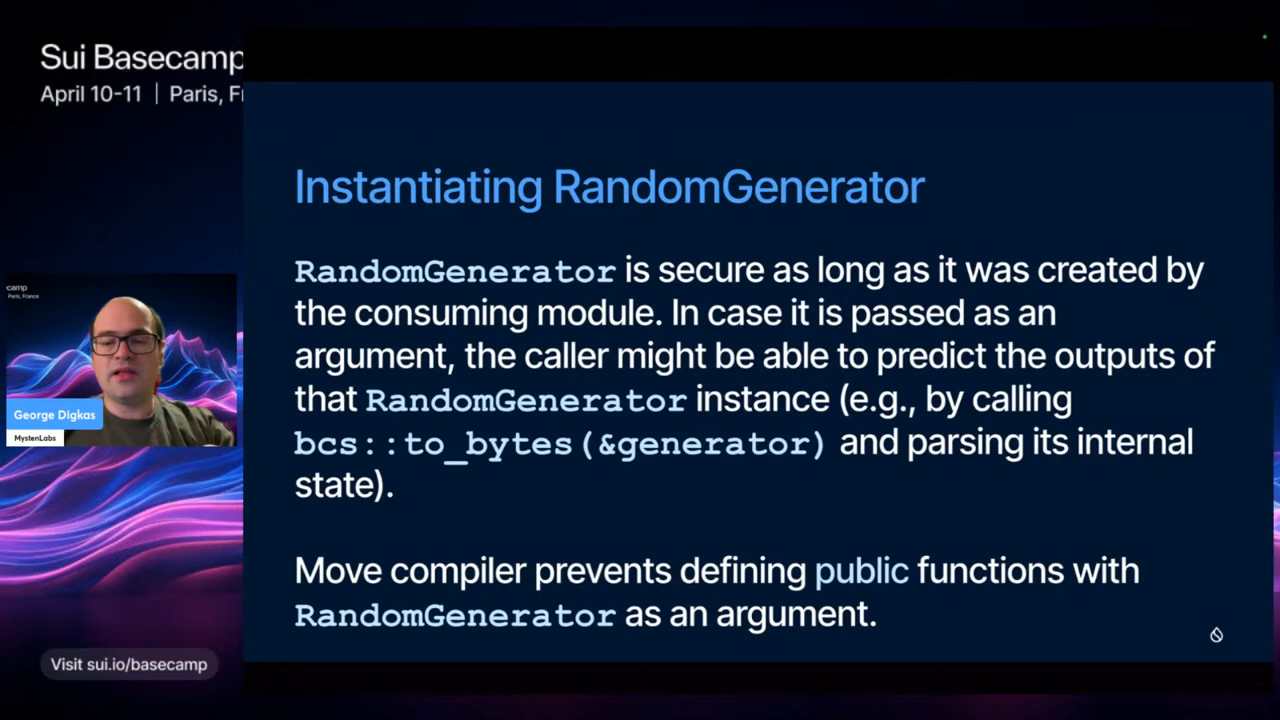 Sui Basecamp
April 10-11 | Paris, Fr
Instantiating RandomGenerator
RandomGenerator is secure as long as it was created by
the consuming module. In case it is passed as an
argument, the caller might be able to predict the outputs of
that RandomGenerator instance (e.g., by calling
bcs::to_bytes(&generator) and parsing its internal
state).
Move compiler prevents defining public functions with
RandomGenerator as an argument.
camp
Paris, France
George Digkas
MystenLabs
Visit sui.io/basecamp